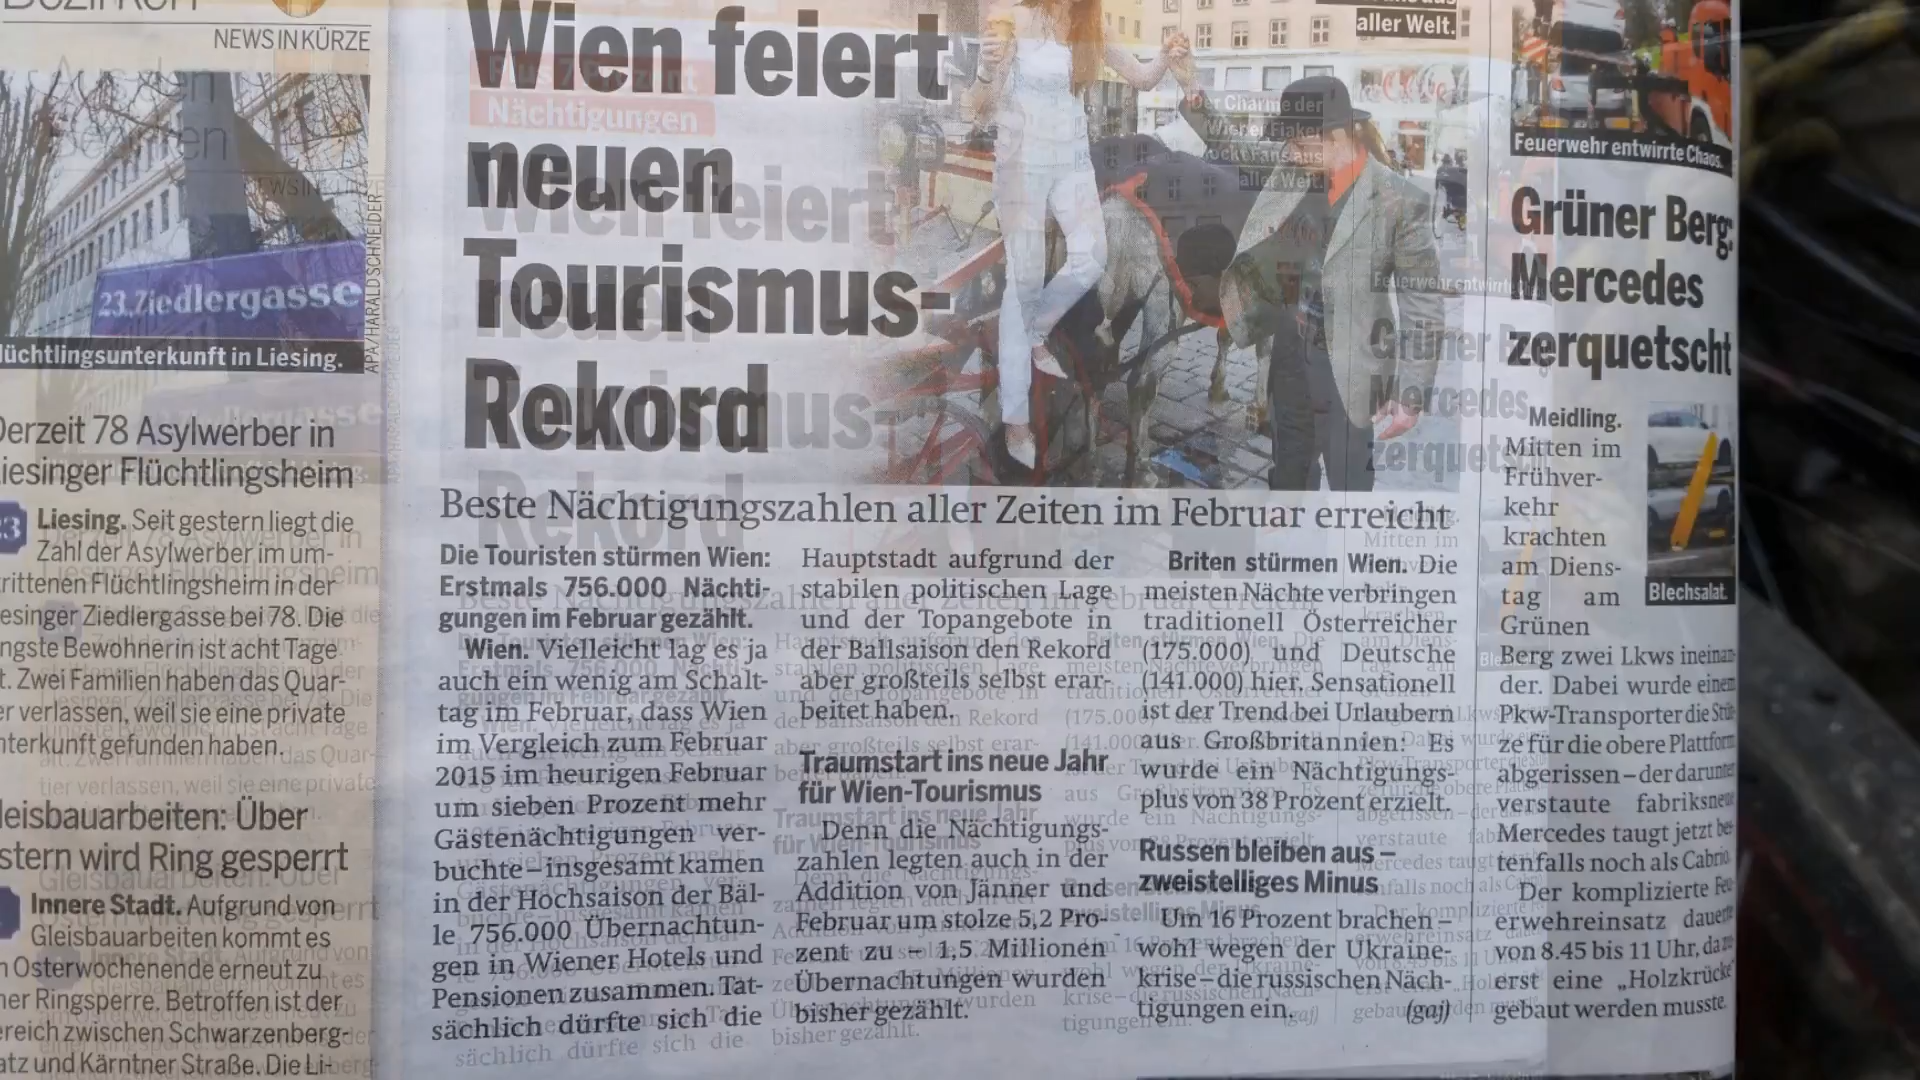 NEWS IN KÜRZE
23. Ziedlergasse
APA/HARALD SCHNEIDER
lüchtlingsunterkunft in Liesing.
Derzeit 78 Asylwerber in
Liesinger Flüchtlingsheim
23 Liesing. Seit gestern liegt die
Zahl der Asylwerber im um-
rittenen Flüchtlingsheim in der
esinger Ziedlergasse bei 78. Die
ngste Bewohnerin ist acht Tage
t. Zwei Familien haben das Quar-
er verlassen, weil sie eine private
nterkunft gefunden haben.
leisbauarbeiten: Über
stern wird Ring gesperrt
Innere Stadt. Aufgrund von
Gleisbauarbeiten kommt es
n Osterwochenende erneut zu
ner Ringsperre. Betroffen ist der
ereich zwischen Schwarzenberg-
atz und Kärntner Straße. Die Li-
Plus 7 Prozent
Nächtigungen
Wien feiert
neuen
Tourismus-
Rekord
Der Charme der
Wiener Fiaker
lockt Fans aus
aller Welt.
Beste Nächtigungszahlen aller Zeiten im Februar erreicht
Die Touristen stürmen Wien:
Erstmals 756.000 Nächti-
gungen im Februar gezählt.
Wien. Vielleicht lag es ja
auch ein wenig am Schalt-
tag im Februar, dass Wien
im Vergleich zum Februar
2015 im heurigen Februar
um sieben Prozent mehr
Gästenächtigungen ver-
buchte – insgesamt kamen
in der Hochsaison der Bäl-
le 756.000 Übernachtun-
gen in Wiener Hotels und
Pensionen zusammen. Tat-
sächlich dürfte sich die
Hauptstadt aufgrund der
stabilen politischen Lage
und der Topangebote in
der Ballsaison den Rekord
aber großteils selbst erar-
beitet haben.
Traumstart ins neue Jahr
für Wien-Tourismus
Denn die Nächtigungs-
zahlen legten auch in der
Addition von Jänner und
Februar um stolze 5,2 Pro-
zent zu – 1,5 Millionen
Übernachtungen wurden
bisher gezählt.
Briten stürmen Wien. Die
meisten Nächte verbringen
traditionell Österreicher
(175.000) und Deutsche
(141.000) hier. Sensationell
ist der Trend bei Urlaubern
aus Großbritannien: Es
wurde ein Nächtigungs-
plus von 38 Prozent erzielt.
Russen bleiben aus –
zweistelliges Minus
Um 16 Prozent brachen –
wohl wegen der Ukraine-
krise – die russischen Näch-
tigungen ein. (gaj)
Feuerwehr entwirrte Chaos.
Grüner Berg:
Mercedes
zerquetscht
Meidling.
Mitten im
Frühver-
kehr
krachten
am Diens-
tag am
Grünen
Blechsalat.
Berg zwei Lkws ineinan-
der. Dabei wurde einem
Pkw-Transporter die Stüt-
ze für die obere Plattform
abgerissen – der darunter
verstaute fabriksneue
Mercedes taugt jetzt bes-
tenfalls noch als Cabrio.
Der komplizierte Feu-
erwehreinsatz dauerte
von 8.45 bis 11 Uhr, da zu-
erst eine „Holzkrücke"
gebaut werden musste.